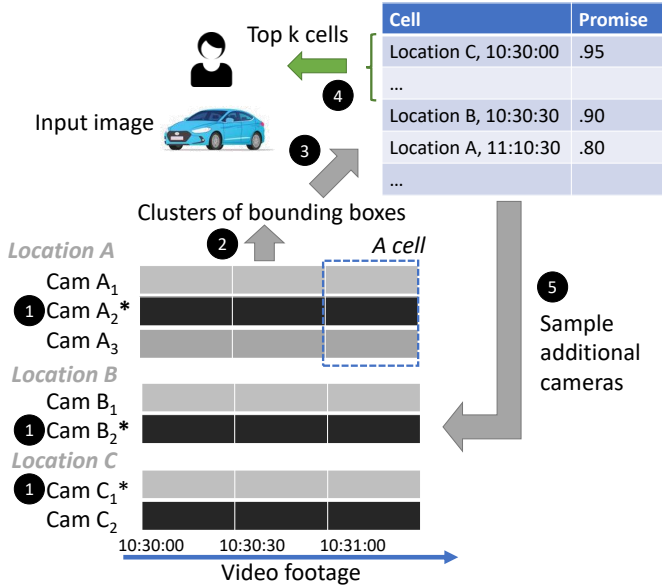 Cell Promise
Location C, 10:30:00 .95
...
Location B, 10:30:30 .90
Location A, 11:10:30 .80
...
Top k cells
4
Input image
3
Clusters of bounding boxes
2
Location A
A cell
Cam A1
1 Cam A2*
Cam A3
5
Sample
additional
cameras
Location B
Cam B1
1 Cam B2*
Location C
1 Cam C1*
Cam C2
10:30:00 10:30:30 10:31:00
Video footage